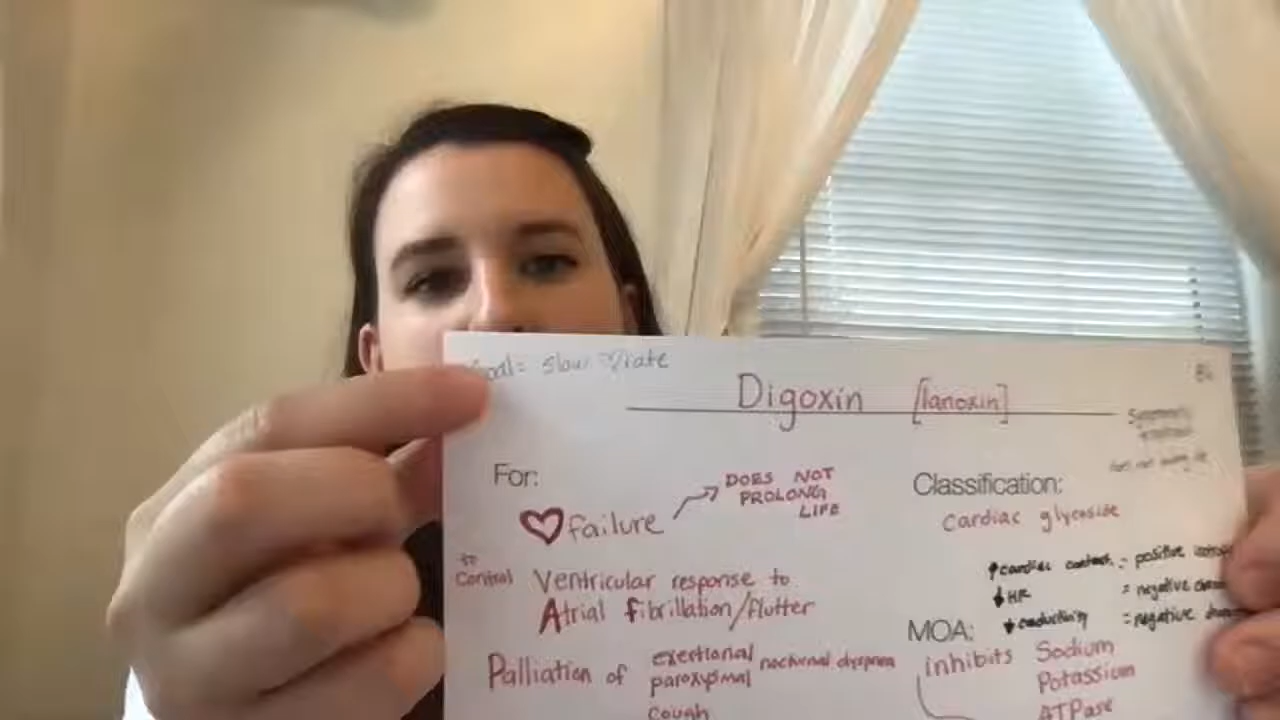 Goal= slow rate
Digoxin [lanoxin]
For:
failure
DOES NOT
PROLONG
LIFE
to
Control
Ventricular response to
Atrial fibrillation/flutter
Palliation of
exertional
paroxysmal
nocturnal dyspnea
cough
Classification:
Cardiac glycoside
↑cardiac contract. = positive
↓HR = negative
↓conductivity = negative
MOA:
inhibits Sodium
Potassium
ATPase